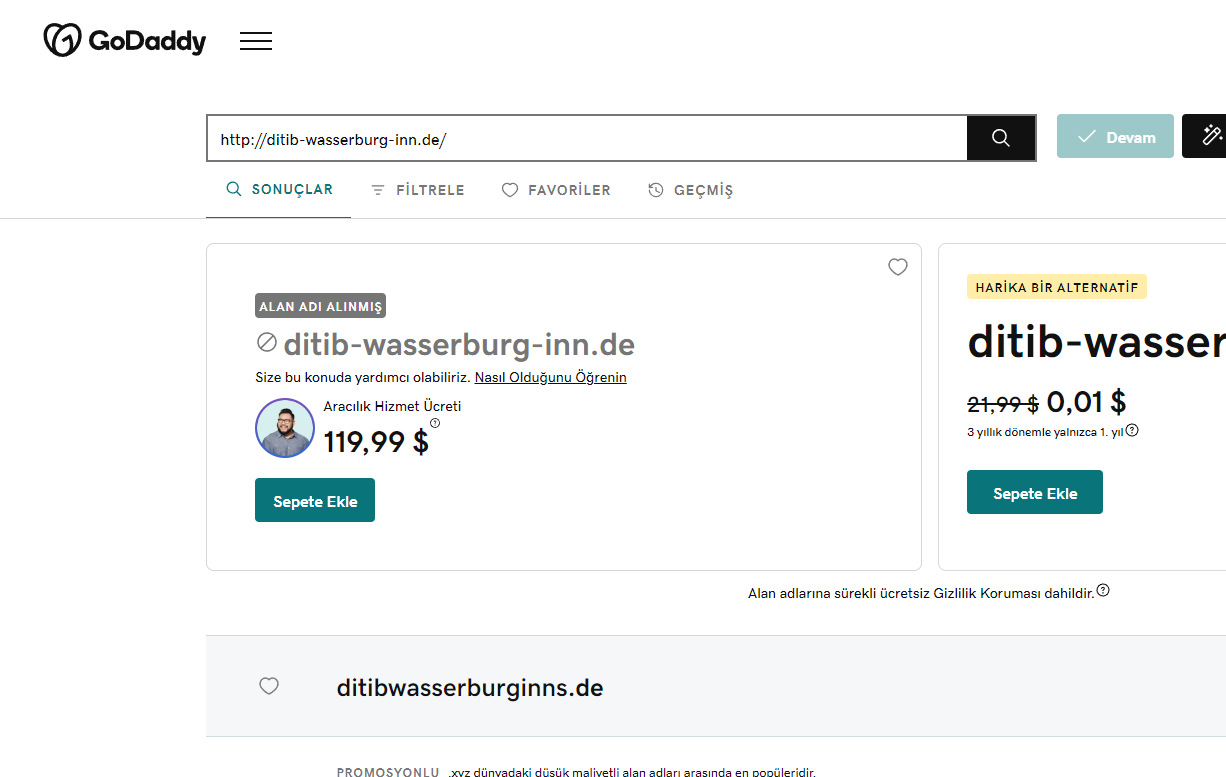 GoDaddy
http://ditib-wasserburg-inn.de/
Devam
SONUÇLAR
FİLTRELE
FAVORİLER
GEÇMİŞ
ALAN ADI ALINMIŞ
ditib-wasserburg-inn.de
Size bu konuda yardımcı olabiliriz. Nasıl Olduğunu Öğrenin
Aracılık Hizmet Ücreti
119,99 $
Sepete Ekle
HARİKA BİR ALTERNATİF
ditib-wasser
21,99 $ 0,01 $
3 yıllık dönemle yalnızca 1. yıl
Sepete Ekle
Alan adlarına sürekli ücretsiz Gizlilik Koruması dahildir.
ditibwasserburginns.de
PROMOSYONLU .xyz dünyadaki düşük maliyetli alan adları arasında en popüleridir.